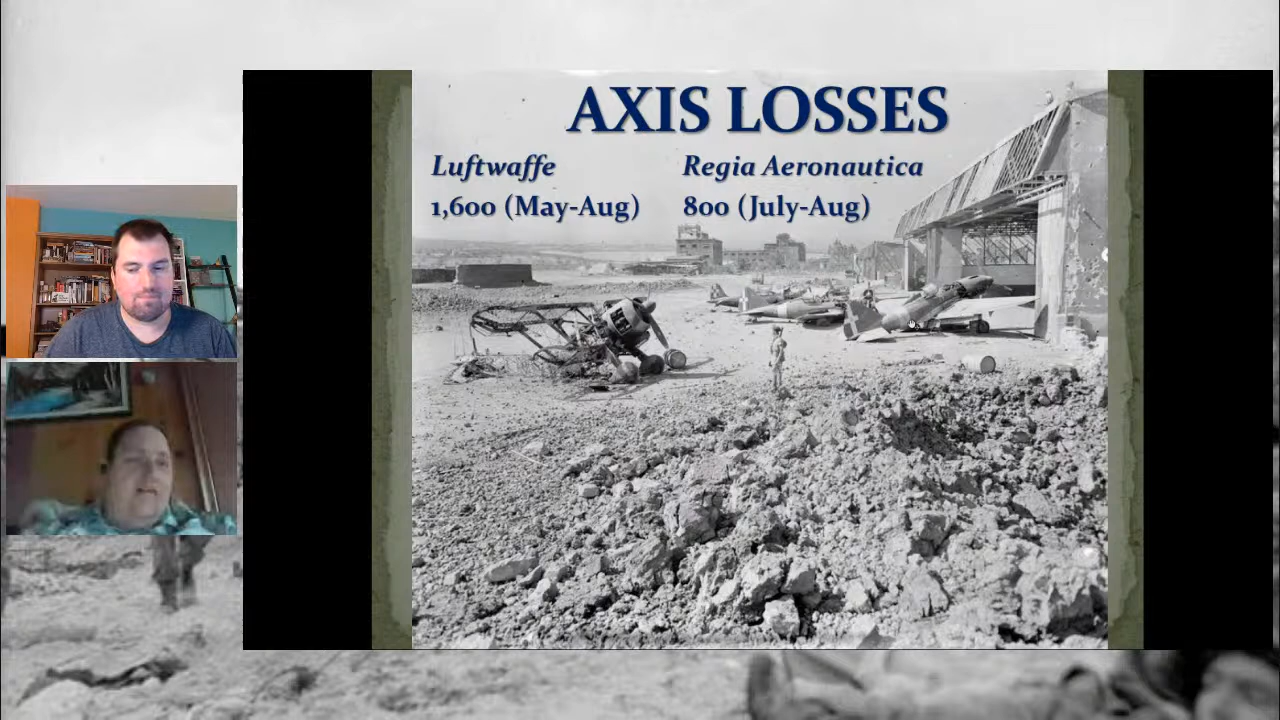 AXIS LOSSES
Luftwaffe
Regia Aeronautica
1,600 (May-Aug)
800 (July-Aug)